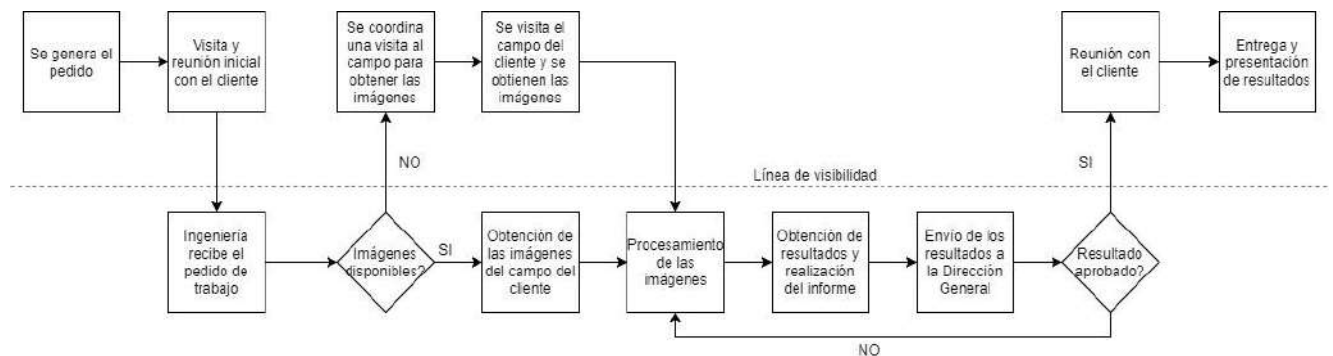 Se genera el
pedido
Visita y
reunión inicial
con el cliente
Se coordina
una visita al
campo para
obtener las
imágenes
Se visita el
campo del
cliente y se
obtienen las
imágenes
Reunión con
el cliente
Entrega y
presentación
de resultados
NO
SI
Línea de visibilidad
Ingeniería
recibe el
pedido de
trabajo
Imágenes
disponibles?
SI
Obtención de
las imágenes
del campo del
cliente
Procesamiento
de las
imágenes
Obtención de
resultados y
realización
del informe
Envío de los
resultados a
la Dirección
General
Resultado
aprobado?
NO